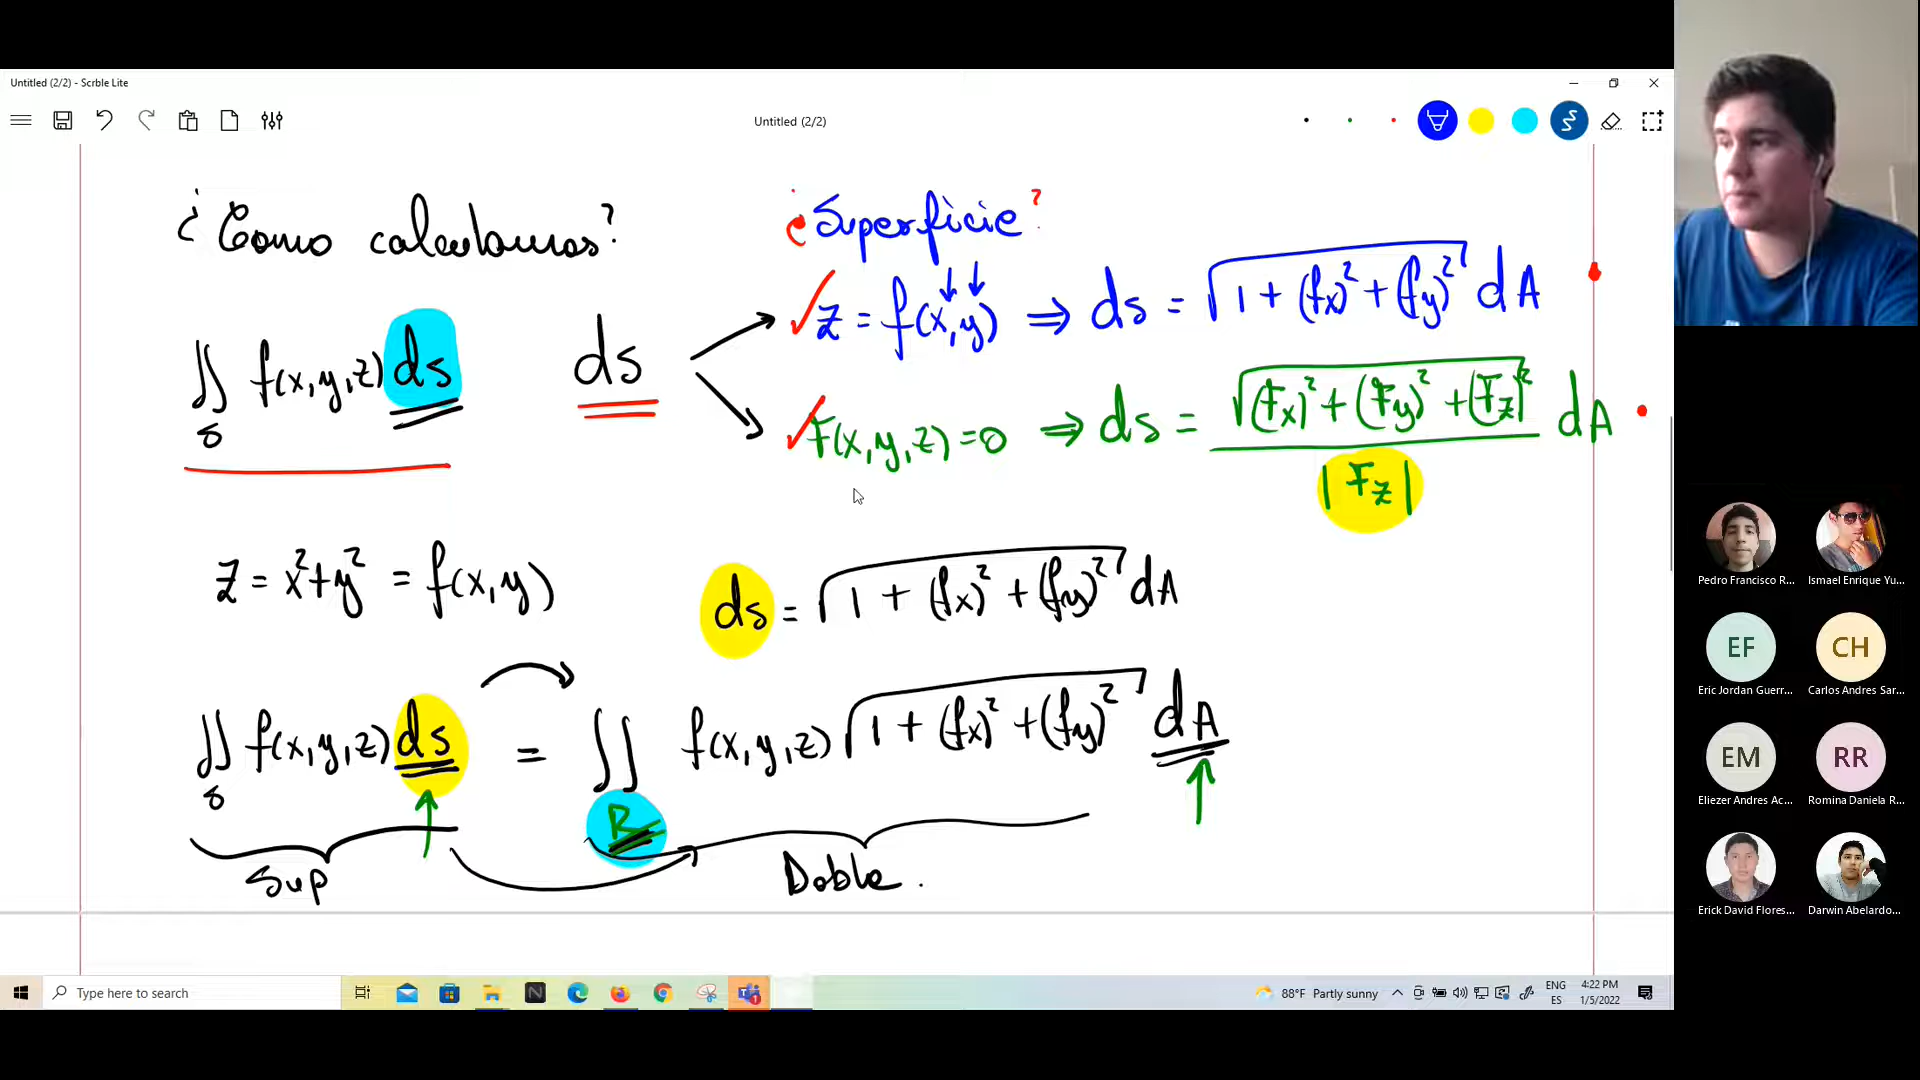 Untitled (2/2) - Scrble Lite
Untitled (2/2)
¿Como calculamos?
¿Superficie?
∬ f(x,y,z) ds
S
ds
z = f(x,y) ⇒ ds = √(1 + (fx)² + (fy)²) dA
F(x,y,z)=0 ⇒ ds = √((Fx)² + (Fy)² + (Fz)²) dA
|Fz|
z = x²+y² = f(x,y)
ds = √(1 + (fx)² + (fy)²) dA
∬ f(x,y,z) ds = ∬ f(x,y,z) √(1 + (fx)² + (fy)²) dA
S
R
Sup
Doble.
Pedro Francisco R...
Ismael Enrique Yu...
EF
CH
Eric Jordan Guerr...
Carlos Andres Sar...
EM
RR
Eliezer Andres Ac...
Romina Daniela R...
Erick David Flores...
Darwin Abelardo...
Type here to search
88°F Partly sunny
ENG
ES
4:22 PM
1/5/2022